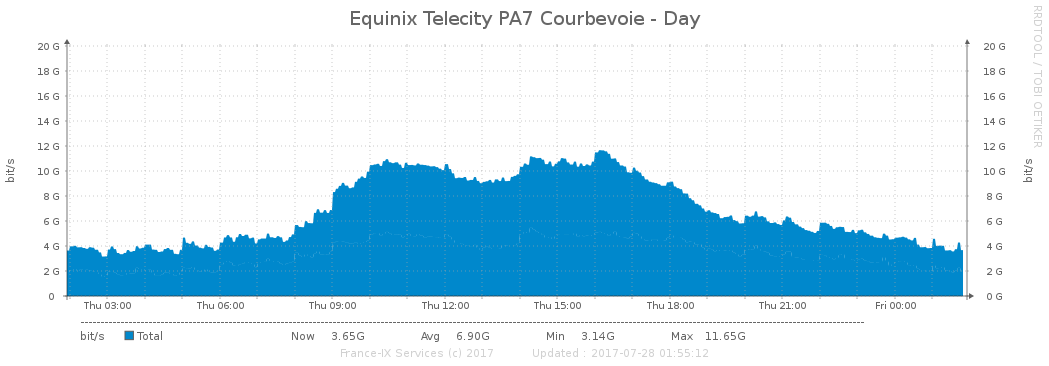 Equinix Telecity PA7 Courbevoie - Day
RRDTOOL / TOBI OETIKER
bit/s
bit/s
20 G 20 G
18 G 18 G
16 G 16 G
14 G 14 G
12 G 12 G
10 G 10 G
8 G 8 G
6 G 6 G
4 G 4 G
2 G 2 G
0 0 G
Thu 03:00 Thu 06:00 Thu 09:00 Thu 12:00 Thu 15:00 Thu 18:00 Thu 21:00 Fri 00:00
bit/s Total Now 3.65G Avg 6.90G Min 3.14G Max 11.65G
France-IX Services (c) 2017 Updated : 2017-07-28 01:55:12